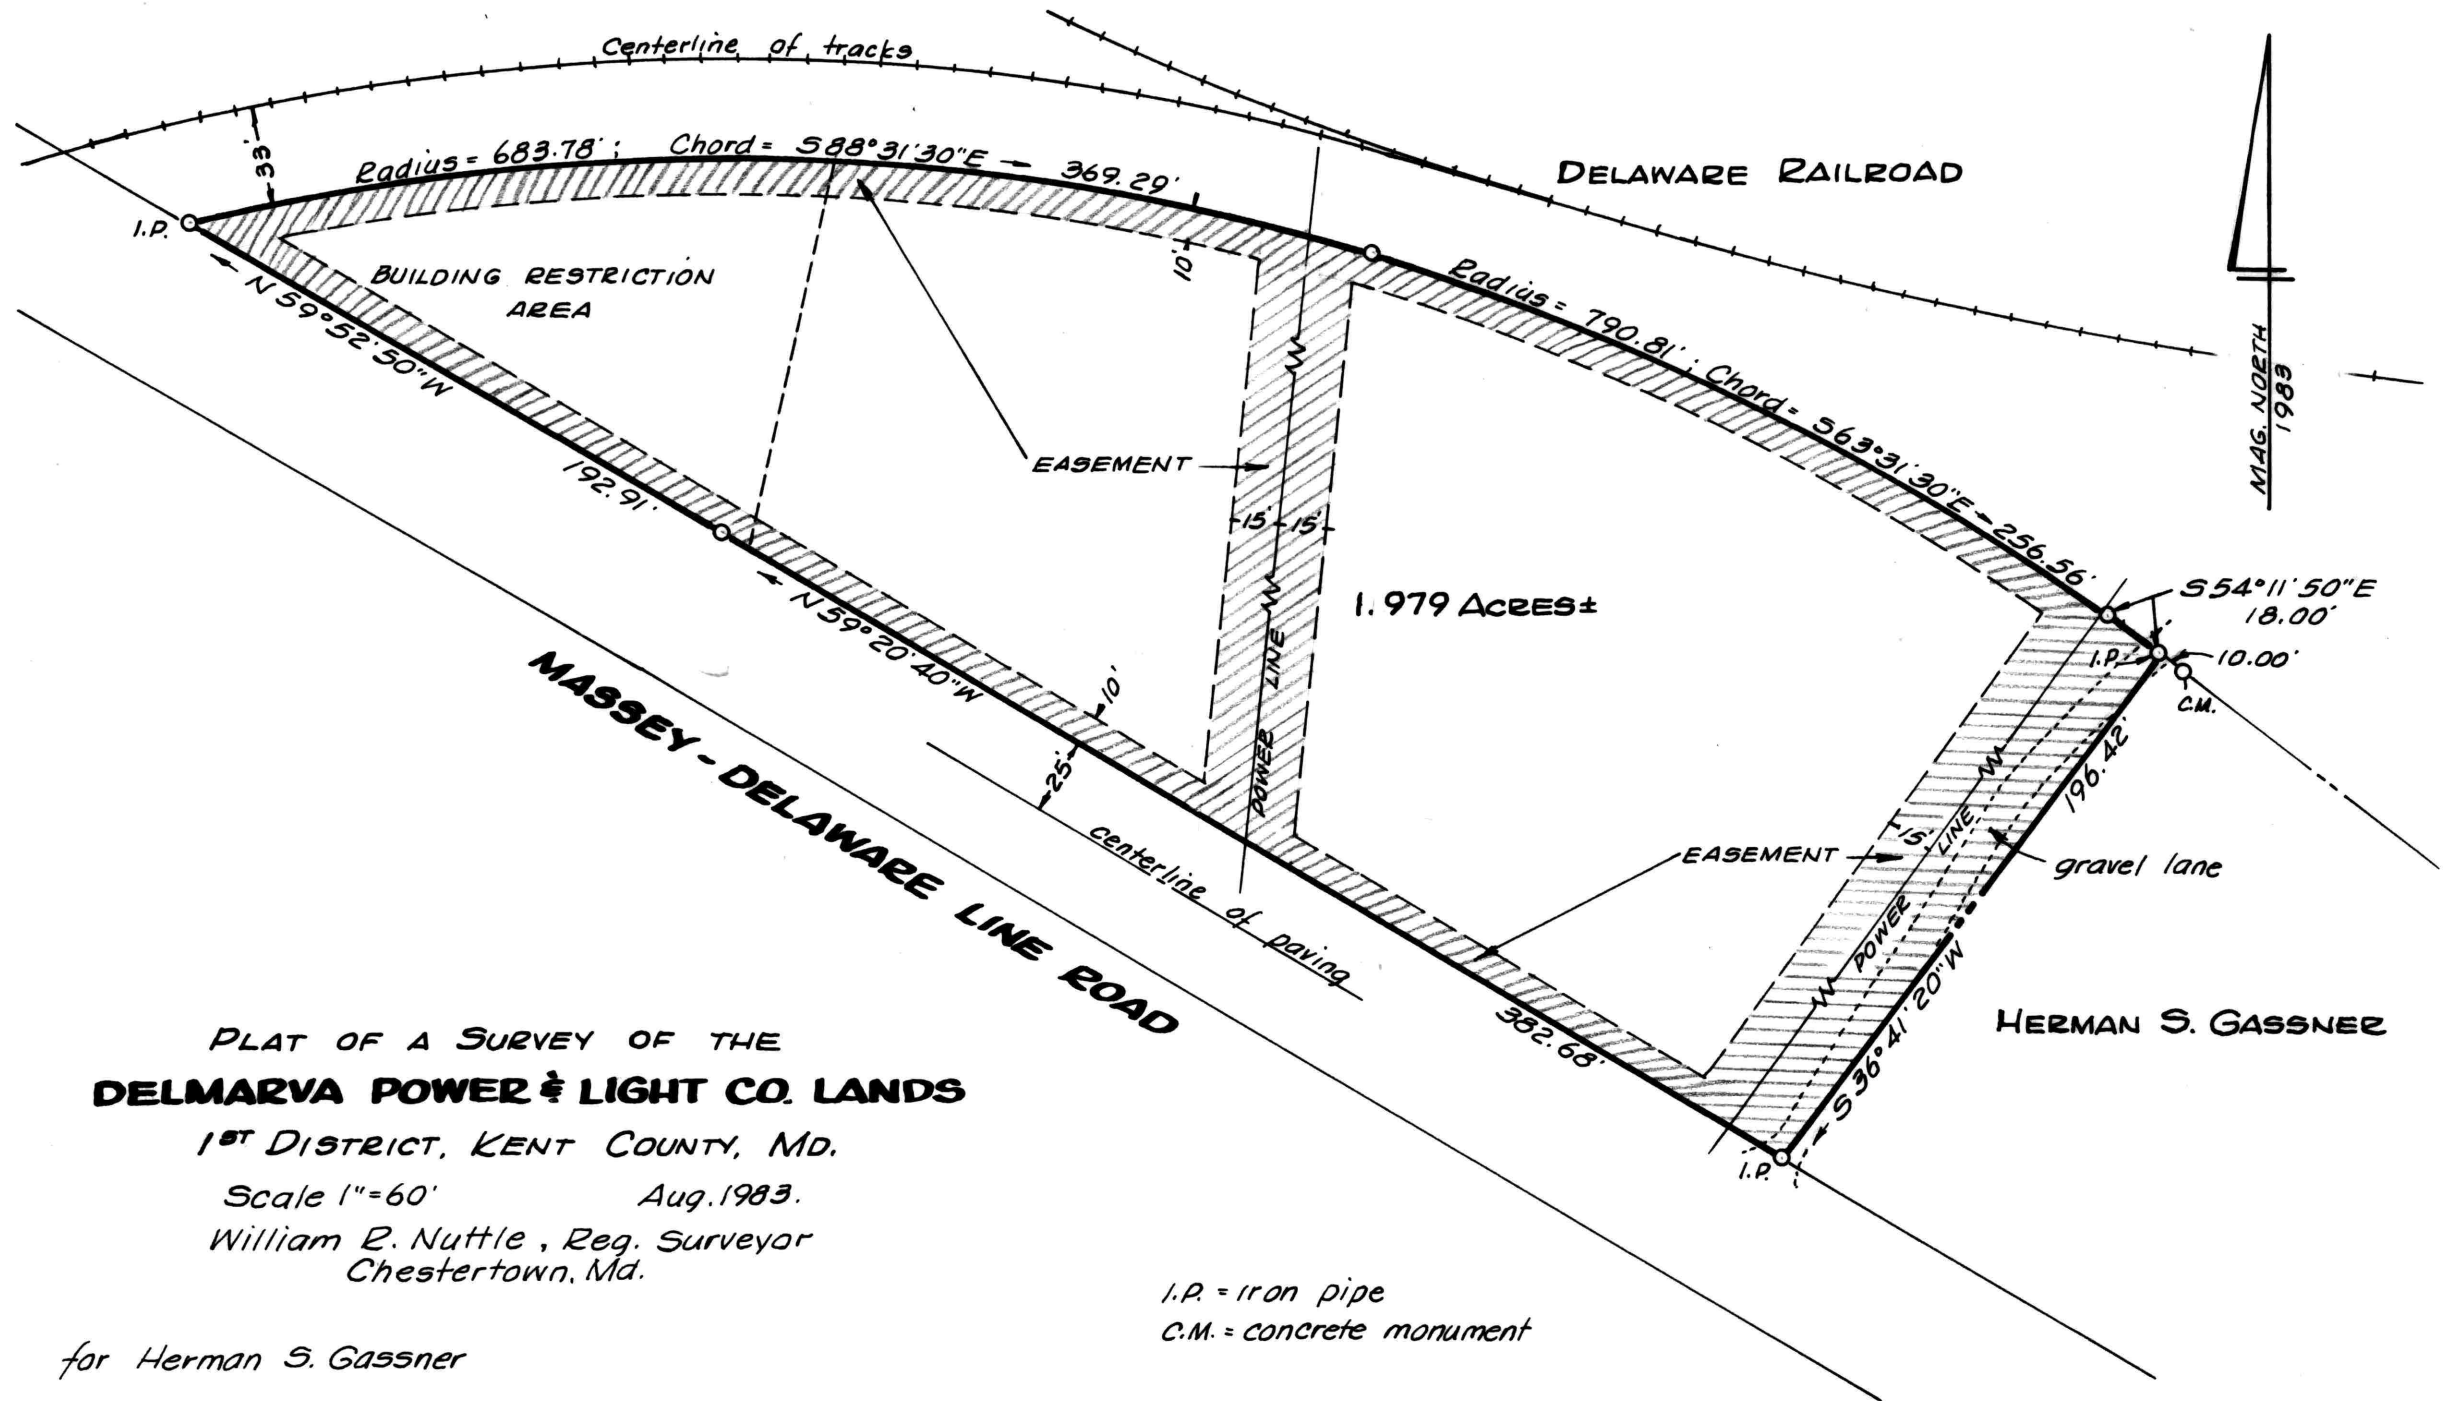 Centerline of tracks
33'
Radius = 683.78' ; Chord = S 88°31'30"E → 369.29'
DELAWARE RAILROAD
I.P.
BUILDING RESTRICTION
AREA
10'
N 59°52'50"W
192.91'
EASEMENT
Radius = 790.81' ; Chord = S63°31'30"E → 256.56'
MAG. NORTH
1983
15' 15'
1.979 ACRES±
S54°11'50"E
18.00'
I.P.
10.00'
C.M.
N 59°20'40"W
10'
25'
POWER LINE
MASSEY - DELAWARE LINE ROAD
centerline of paving
196.42'
EASEMENT
15'
POWER LINE
gravel lane
382.68'
S 36°41'20"W
HERMAN S. GASSNER
I.P.
PLAT OF A SURVEY OF THE
DELMARVA POWER & LIGHT CO. LANDS
1ST DISTRICT, KENT COUNTY, MD.
Scale 1"=60' Aug. 1983.
William R. Nuttle, Reg. Surveyor
Chestertown, Md.
I.P. = iron pipe
C.M. = concrete monument
for Herman S. Gassner